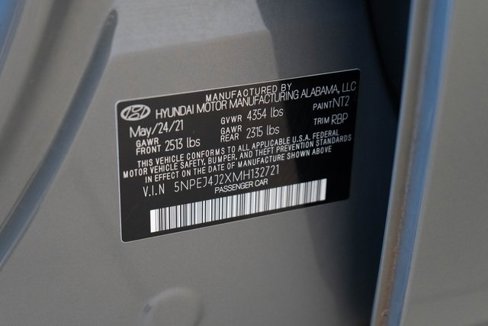 MANUFACTURED BY
HYUNDAI MOTOR MANUFACTURING ALABAMA, LLC
May/24/21 GVWR 4354 lbs PAINT NT2
GAWR FRONT 2513 lbs GAWR REAR 2315 lbs TRIM RBP
THIS VEHICLE CONFORMS TO ALL APPLICABLE U.S.A. FEDERAL
MOTOR VEHICLE SAFETY, BUMPER, AND THEFT PREVENTION STANDARDS
IN EFFECT ON THE DATE OF MANUFACTURE SHOWN ABOVE.
V.I.N 5NPEJ4J2XMH132721
PASSENGER CAR